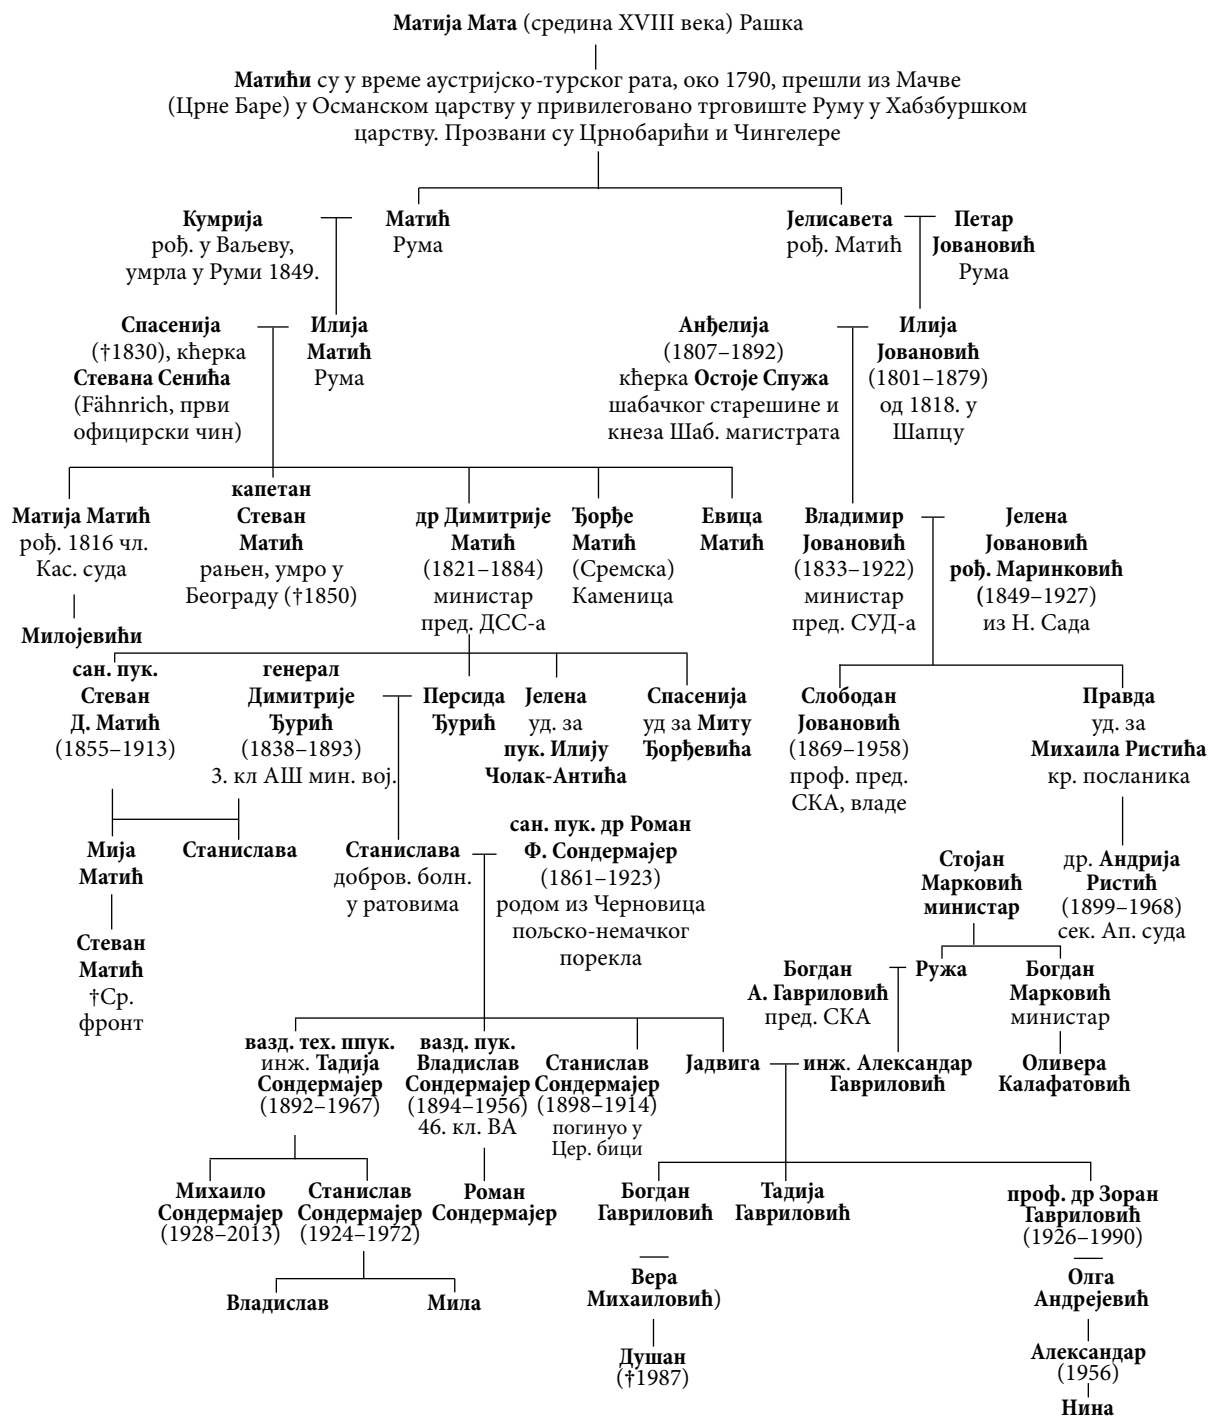 Матија Мата (средина XVIII века) Рашка
Матићи су у време аустријско-турског рата, око 1790, прешли из Мачве
(Црне Баре) у Османском царству у привилеговано трговиште Руму у Хабзбуршком
царству. Прозвани су Црнобарићи и Чингелере
Кумрија
рођ. у Ваљеву,
умрла у Руми 1849.
Матић
Рума
Јелисавета
рођ. Матић
Петар
Јовановић
Рума
Спасенија
(†1830), кћерка
Стевана Сенића
(Fähnrich, први
официрски чин)
Илија
Матић
Рума
Анђелија
(1807–1892)
кћерка Остоје Спужа
шабачког старешине и
кнеза Шаб. магистрата
Илија
Јовановић
(1801–1879)
од 1818. у
Шапцу
Матија Матић
рођ. 1816 чл.
Кас. суда
Милојевићи
капетан
Стеван
Матић
рањен, умро у
Београду (†1850)
др Димитрије
Матић
(1821–1884)
министар
пред. ДСС-а
Ђорђе
Матић
(Сремска)
Каменица
Евица
Матић
Владимир
Јовановић
(1833–1922)
министар
пред. СУД-а
Јелена
Јовановић
рођ. Маринковић
(1849–1927)
из Н. Сада
сан. пук.
Стеван
Д. Матић
(1855–1913)
генерал
Димитрије
Ђурић
(1838–1893)
3. кл АШ мин. вој.
Персида
Ђурић
Јелена
уд. за
пук. Илију
Чолак-Антића
Спасенија
уд за Миту
Ђорђевића
Слободан
Јовановић
(1869–1958)
проф. пред.
СКА, владе
Правда
уд. за
Михаила Ристића
кр. посланика
Мија
Матић
Станислава
Станислава
добров. болн.
у ратовима
сан. пук. др Роман
Ф. Сондермајер
(1861–1923)
родом из Черновица
пољско-немачког
порекла
Стојан
Марковић
министар
др. Андрија
Ристић
(1899–1968)
сек. Ап. суда
Стеван
Матић
†Ср.
фронт
Богдан
А. Гавриловић
пред. СКА
Ружа
Богдан
Марковић
министар
вазд. тех. ппук.
инж. Тадија
Сондермајер
(1892–1967)
вазд. пук.
Владислав
Сондермајер
(1894–1956)
46. кл. ВА
Станислав
Сондермајер
(1898–1914)
погинуо у
Цер. бици
Јадвига
инж. Александар
Гавриловић
Оливера
Калафатовић
Михаило
Сондермајер
(1928–2013)
Станислав
Сондермајер
(1924–1972)
Роман
Сондермајер
Богдан
Гавриловић
Тадија
Гавриловић
проф. др Зоран
Гавриловић
(1926–1990)
Владислав
Мила
Вера
Михаиловић)
Олга
Андрејевић
Душан
(†1987)
Александар
(1956)
Нина